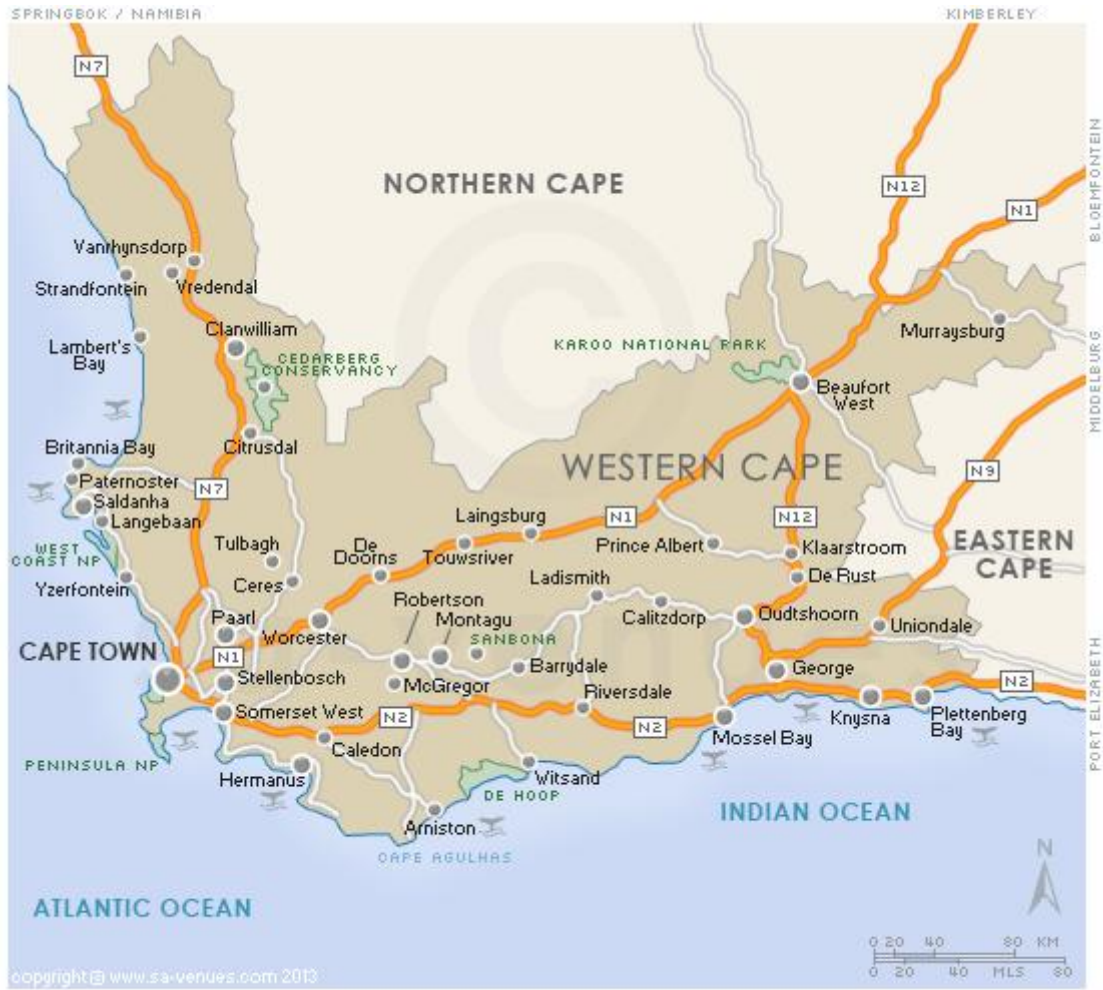 SPRINGBOK / NAMIBIA
KIMBERLEY
N7
BLOEMFONTEIN
NORTHERN CAPE
N12
N1
Vanrhynsdorp
Strandfontein
Vredendal
Clanwilliam
Murraysburg
Lambert's
Bay
CEDARBERG
CONSERVANCY
KAROO NATIONAL PARK
MIDDELBURG
Beaufort
West
Citrusdal
Britannia Bay
Paternoster
Saldanha
Langebaan
WESTERN CAPE
N9
N7
Laingsburg
N1
N12
Tulbagh
De
Doorns
Touwsriver
Prince Albert
Klaarstroom
EASTERN
CAPE
WEST
COAST NP
Yzerfontein
Ceres
Ladismith
De Rust
Robertson
Montagu
Calitzdorp
Oudtshoorn
Uniondale
Paarl
Worcester
SANBONA
CAPE TOWN
N1
Barrydale
George
Stellenbosch
McGregor
Riversdale
N2
Somerset West
N2
N2
Knysna
Plettenberg
Bay
PORT ELIZABETH
Caledon
Mossel Bay
PENINSULA NP
Hermanus
Witsand
DE HOOP
Arniston
INDIAN OCEAN
CAPE AGULHAS
N
ATLANTIC OCEAN
0 20 40 80 KM
0 20 40 MLS 80
copyright © www.sa-venues.com 2013